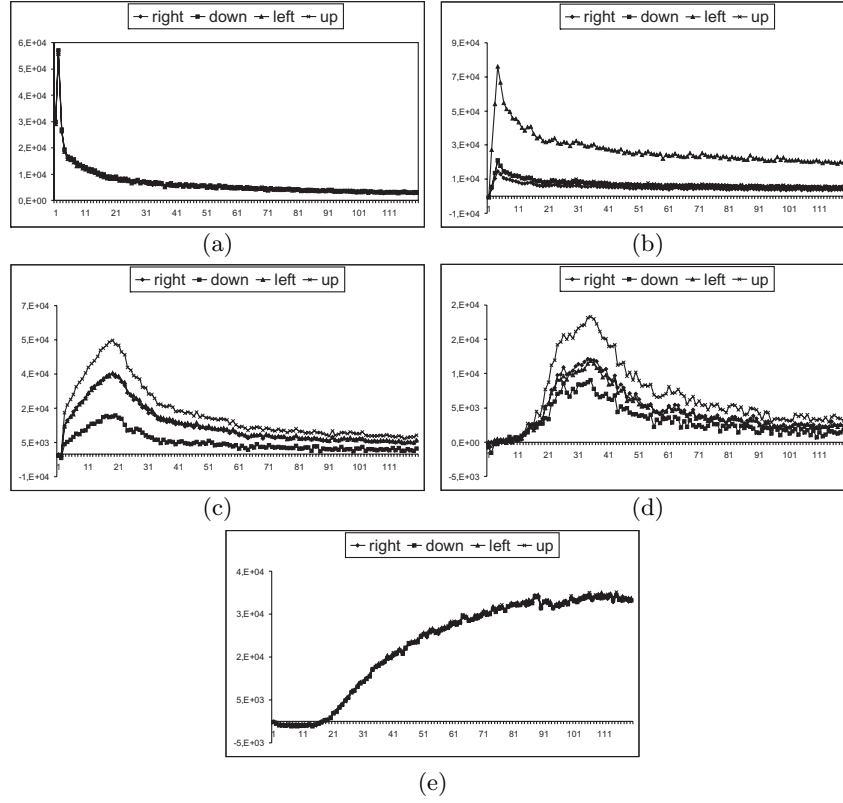 right down left up
6,E+04
5,E+04
4,E+04
3,E+04
2,E+04
1,E+04
0,E+00
1 11 21 31 41 51 61 71 81 91 101 111
(a)
right down left up
9,E+04
7,E+04
5,E+04
3,E+04
1,E+04
-1,E+04
1 11 21 31 41 51 61 71 81 91 101 111
(b)
right down left up
7,E+04
5,E+04
4,E+04
2,E+04
5,E+03
-1,E+04
1 11 21 31 41 51 61 71 81 91 101 111
(c)
right down left up
2,E+04
2,E+04
1,E+04
5,E+03
0,E+00
-5,E+03
1 11 21 31 41 51 61 71 81 91 101 111
(d)
right down left up
4,E+04
3,E+04
2,E+04
5,E+03
-5,E+03
1 11 21 31 41 51 61 71 81 91 101 111
(e)